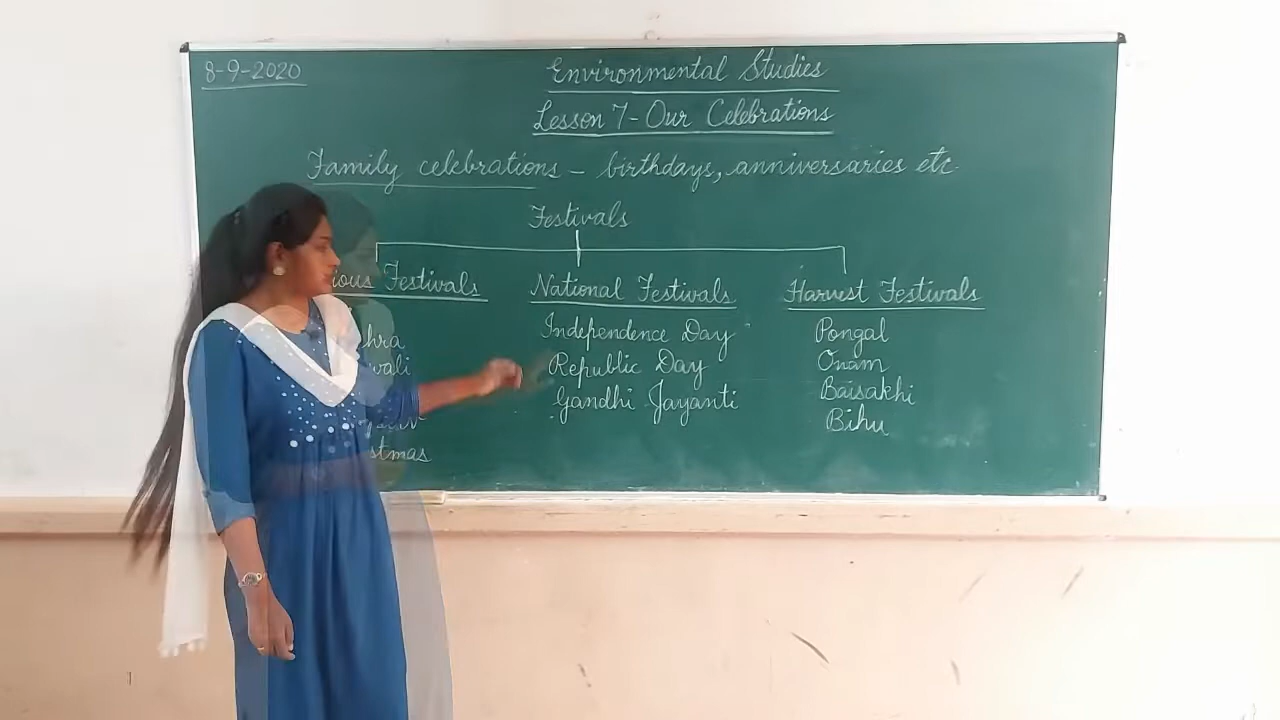 8-9-2020
Environmental Studies
Lesson 7 - Our Celebrations
Family celebrations - birthdays, anniversaries etc.
Festivals
Festivals
National Festivals
Harvest Festivals
Independence Day
Republic Day
Gandhi Jayanti
Pongal
Onam
Baisakhi
Bihu